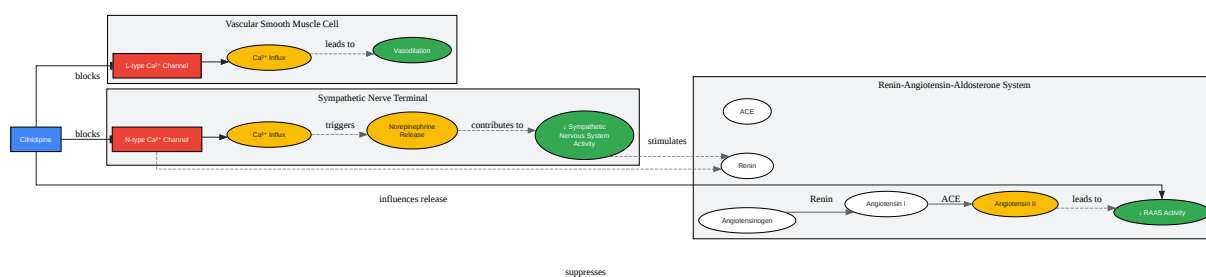 Vascular Smooth Muscle Cell
L-type Ca²⁺ Channel
Ca²⁺ Influx
leads to
Vasodilation
blocks
Sympathetic Nerve Terminal
Cilnidipine
blocks
N-type Ca²⁺ Channel
Ca²⁺ Influx
triggers
Norepinephrine
Release
contributes to
↓ Sympathetic
Nervous System
Activity
stimulates
influences release
Renin-Angiotensin-Aldosterone System
ACE
Renin
Angiotensinogen
Renin
Angiotensin I
ACE
Angiotensin II
leads to
↓ RAAS Activity
suppresses